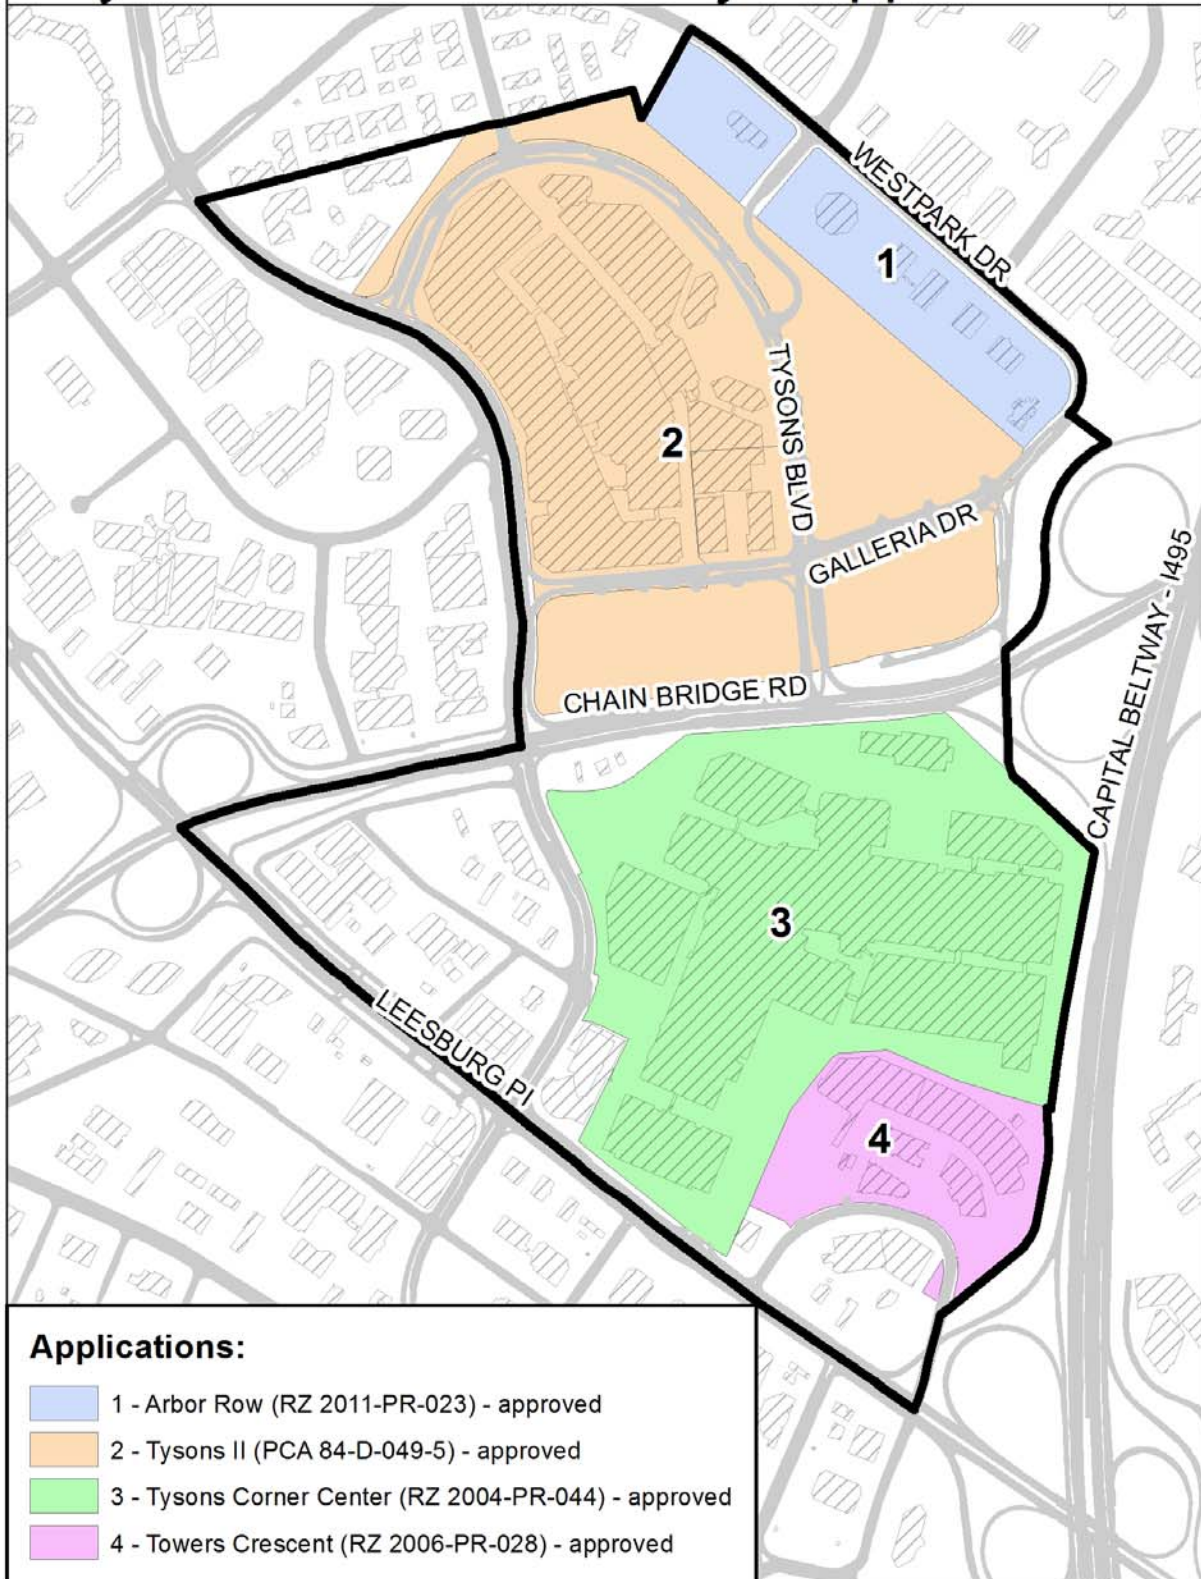 WESTPARK DR
1
TYSONS BLVD
2
GALLERIA DR
CAPITAL BELTWAY - I495
CHAIN BRIDGE RD
3
LEESBURG PI
4
Applications:
1 - Arbor Row (RZ 2011-PR-023) - approved
2 - Tysons II (PCA 84-D-049-5) - approved
3 - Tysons Corner Center (RZ 2004-PR-044) - approved
4 - Towers Crescent (RZ 2006-PR-028) - approved